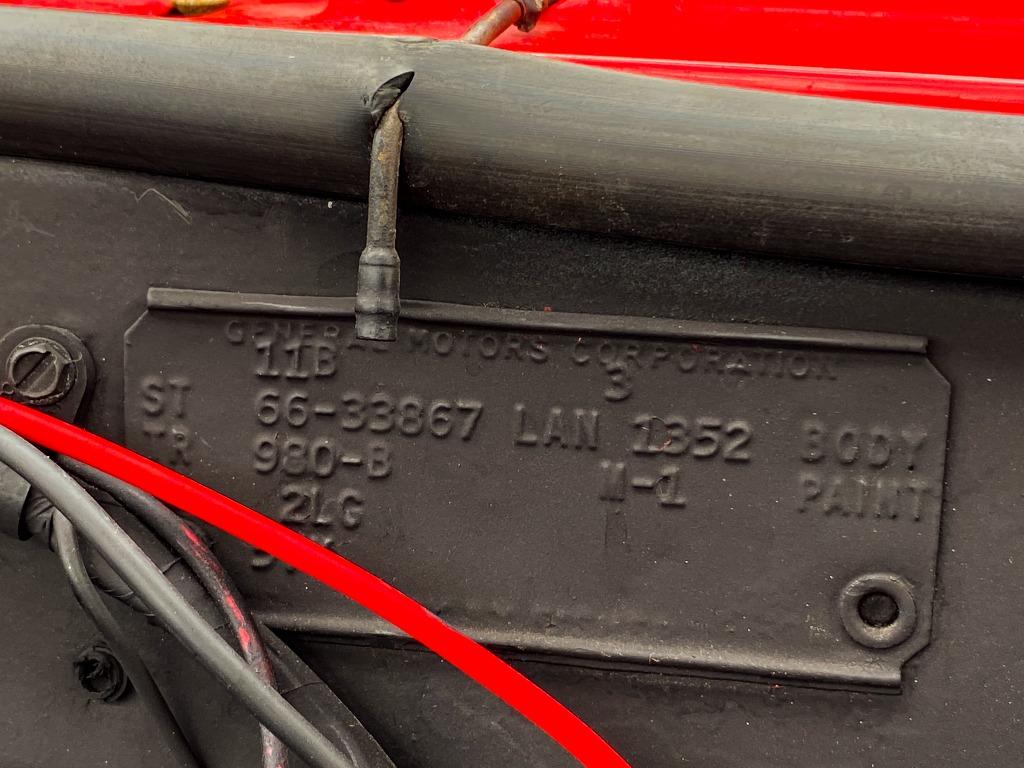 GENERAL MOTORS CORPORATION
11B 3
ST 66-33867 LAN 1352 BODY
TR 980-B M-1 PAINT
2LG